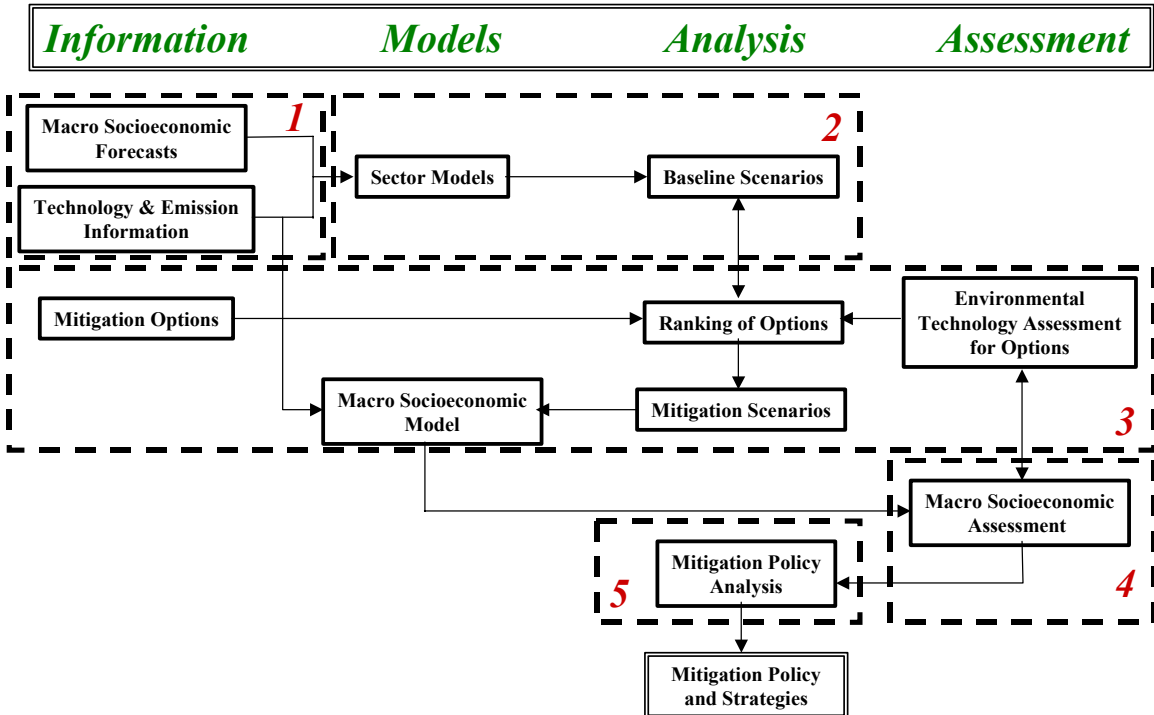 Information Models Analysis Assessment
1
Macro Socioeconomic
Forecasts
Technology & Emission
Information
2
Sector Models
Baseline Scenarios
Mitigation Options
Ranking of Options
Environmental
Technology Assessment
for Options
Macro Socioeconomic
Model
Mitigation Scenarios
3
Macro Socioeconomic
Assessment
4
Mitigation Policy
Analysis
5
Mitigation Policy
and Strategies